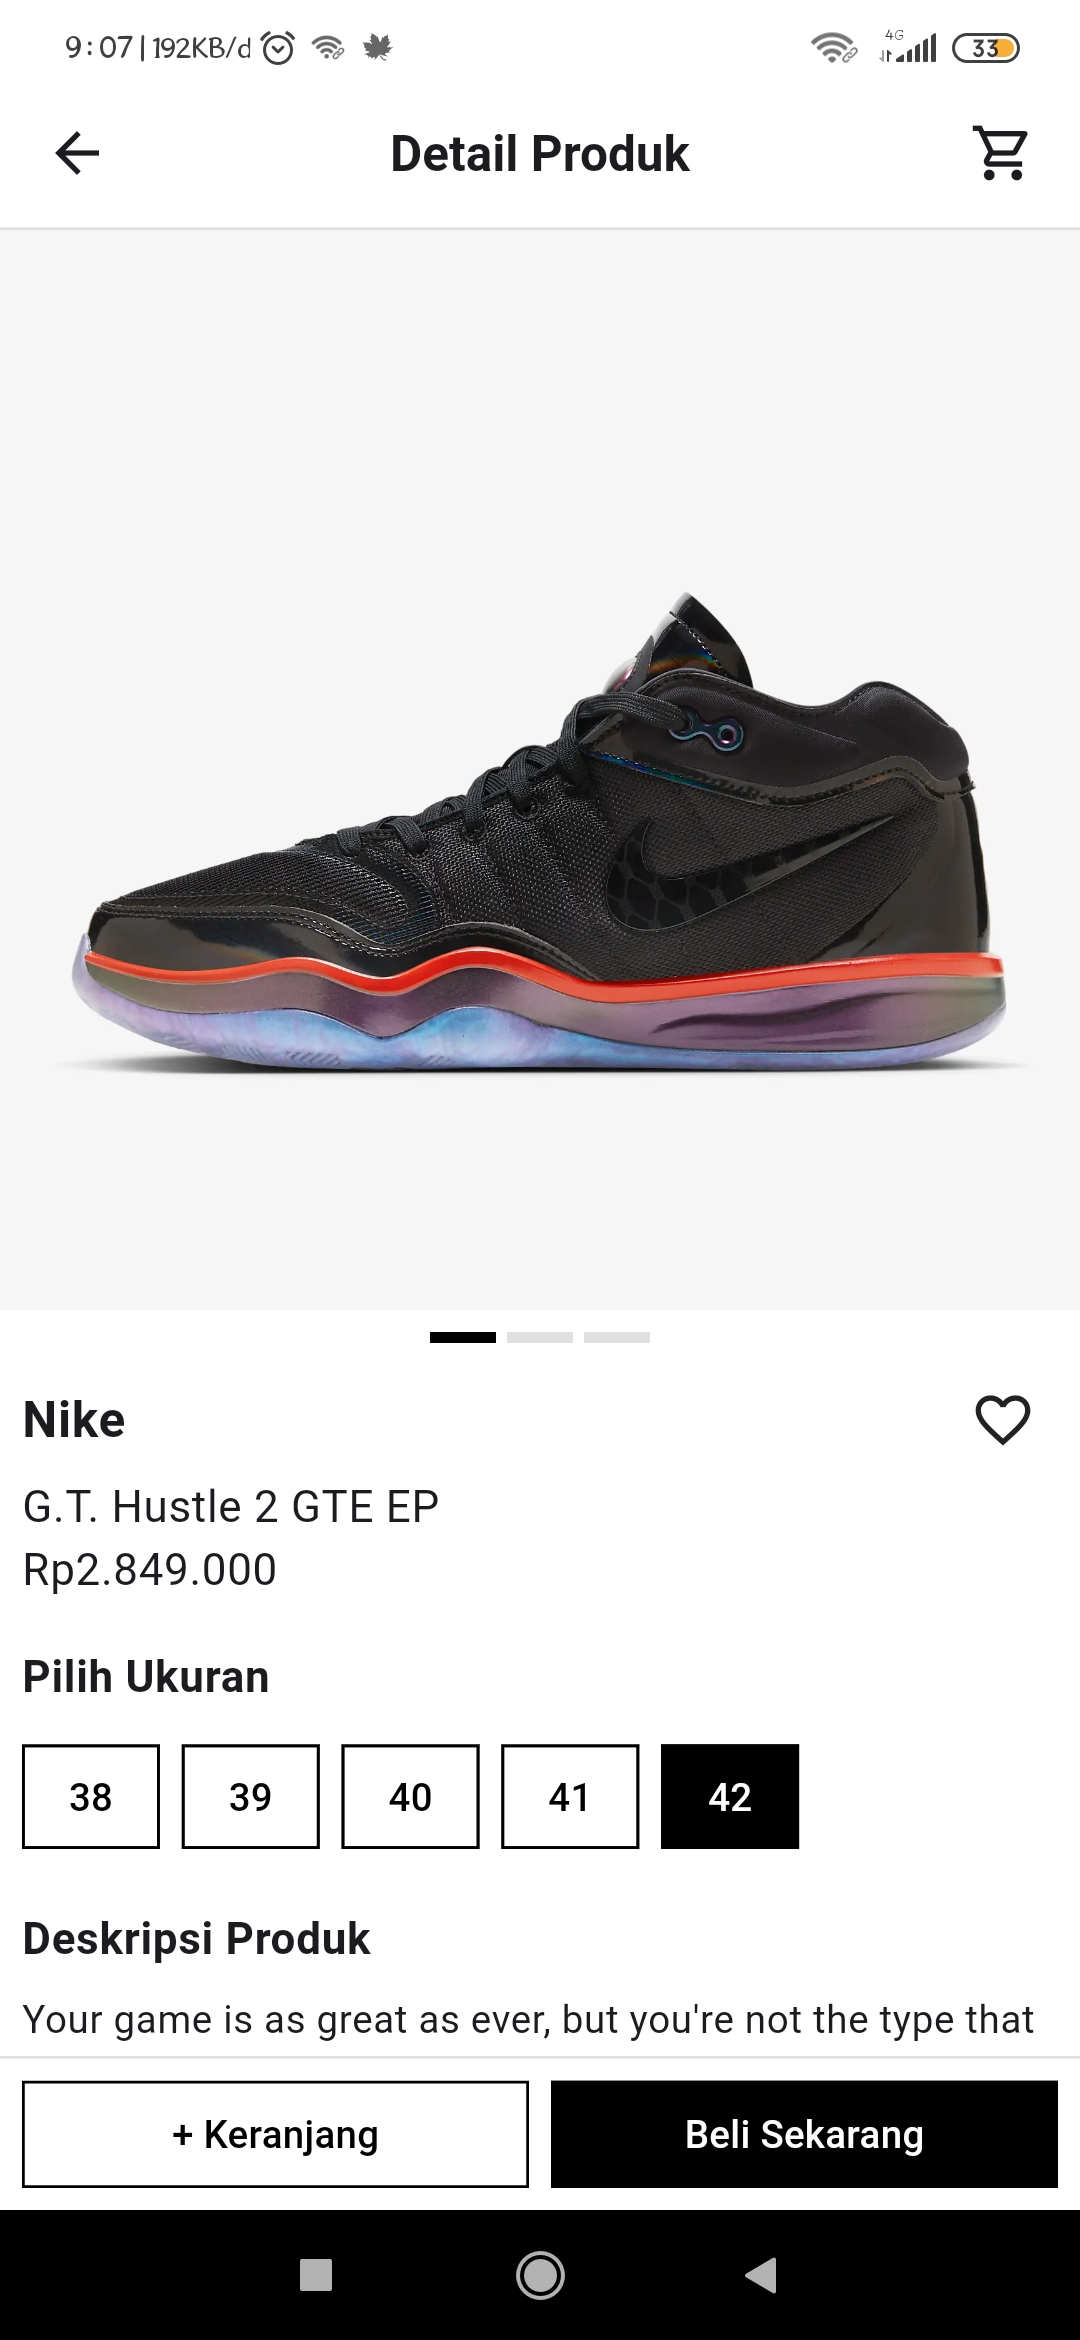 9:07 | 192KB/d
4G
33
Detail Produk
Nike
G.T. Hustle 2 GTE EP
Rp2.849.000
Pilih Ukuran
38 39 40 41 42
Deskripsi Produk
Your game is as great as ever, but you're not the type that
+ Keranjang Beli Sekarang